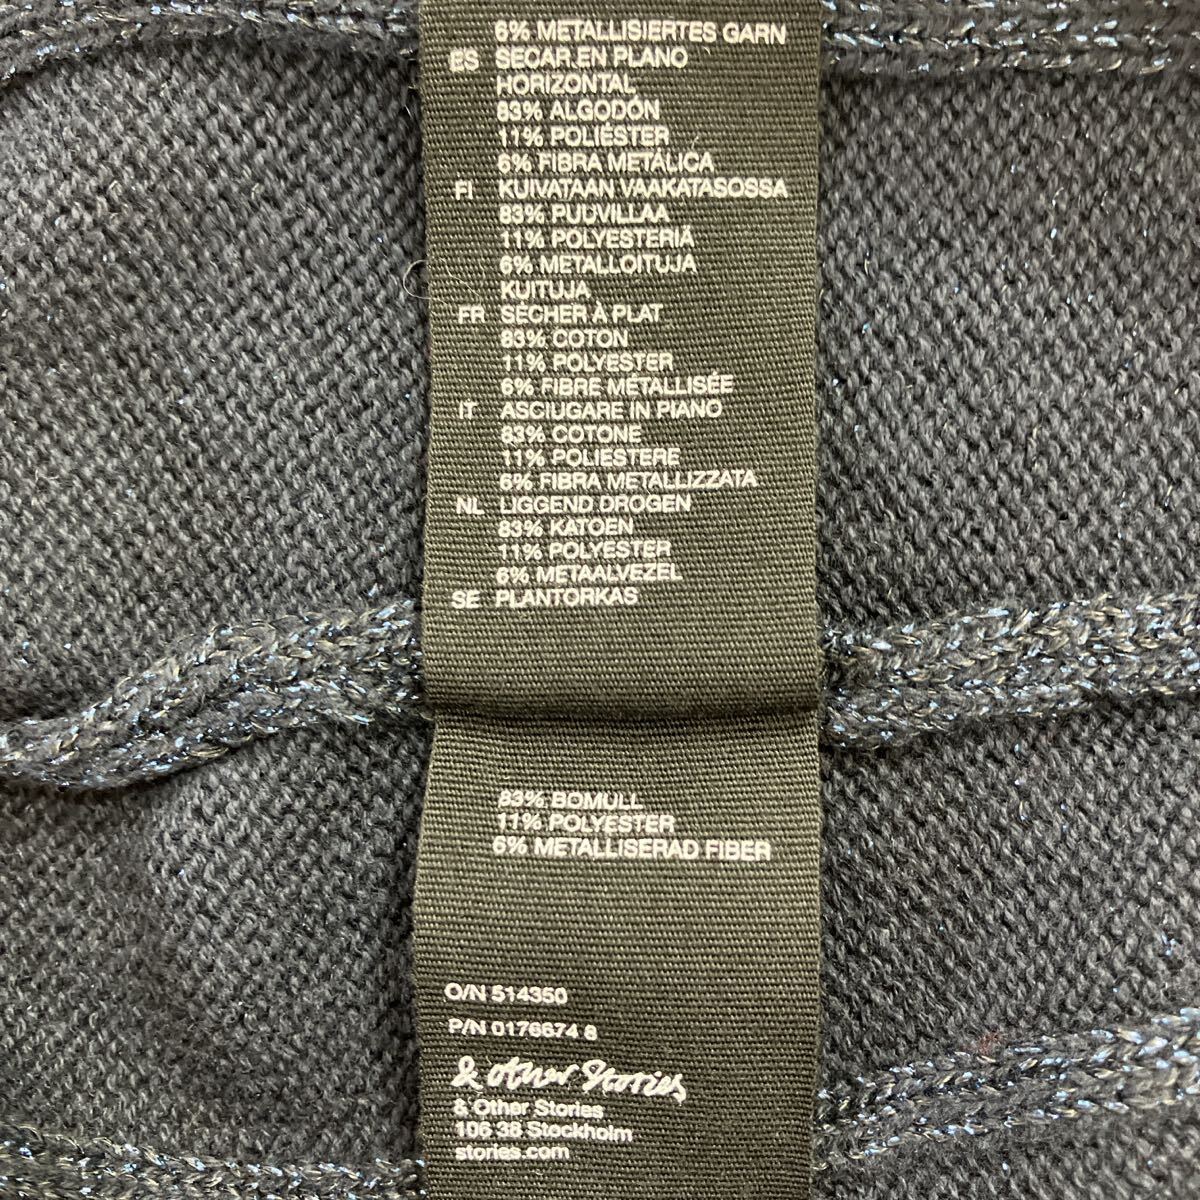 6% METALLISIERTES GARN
ES SECAR EN PLANO
HORIZONTAL
83% ALGODÓN
11% POLIÉSTER
6% FIBRA METÁLICA
FI KUIVATAAN VAAKATASOSSA
83% PUUVILLAA
11% POLYESTERIÄ
6% METALLOITUJA
KUITUJA
FR SÉCHER À PLAT
83% COTON
11% POLYESTER
6% FIBRE MÉTALLISÉE
IT ASCIUGARE IN PIANO
83% COTONE
11% POLIESTERE
6% FIBRA METALLIZZATA
NL LIGGEND DROGEN
83% KATOEN
11% POLYESTER
6% METAALVEZEL
SE PLANTORKAS
83% BOMULL
11% POLYESTER
6% METALLISERAD FIBER
O/N 514350
P/N 0176674 8
& other Stories
& Other Stories
106 38 Stockholm
stories.com